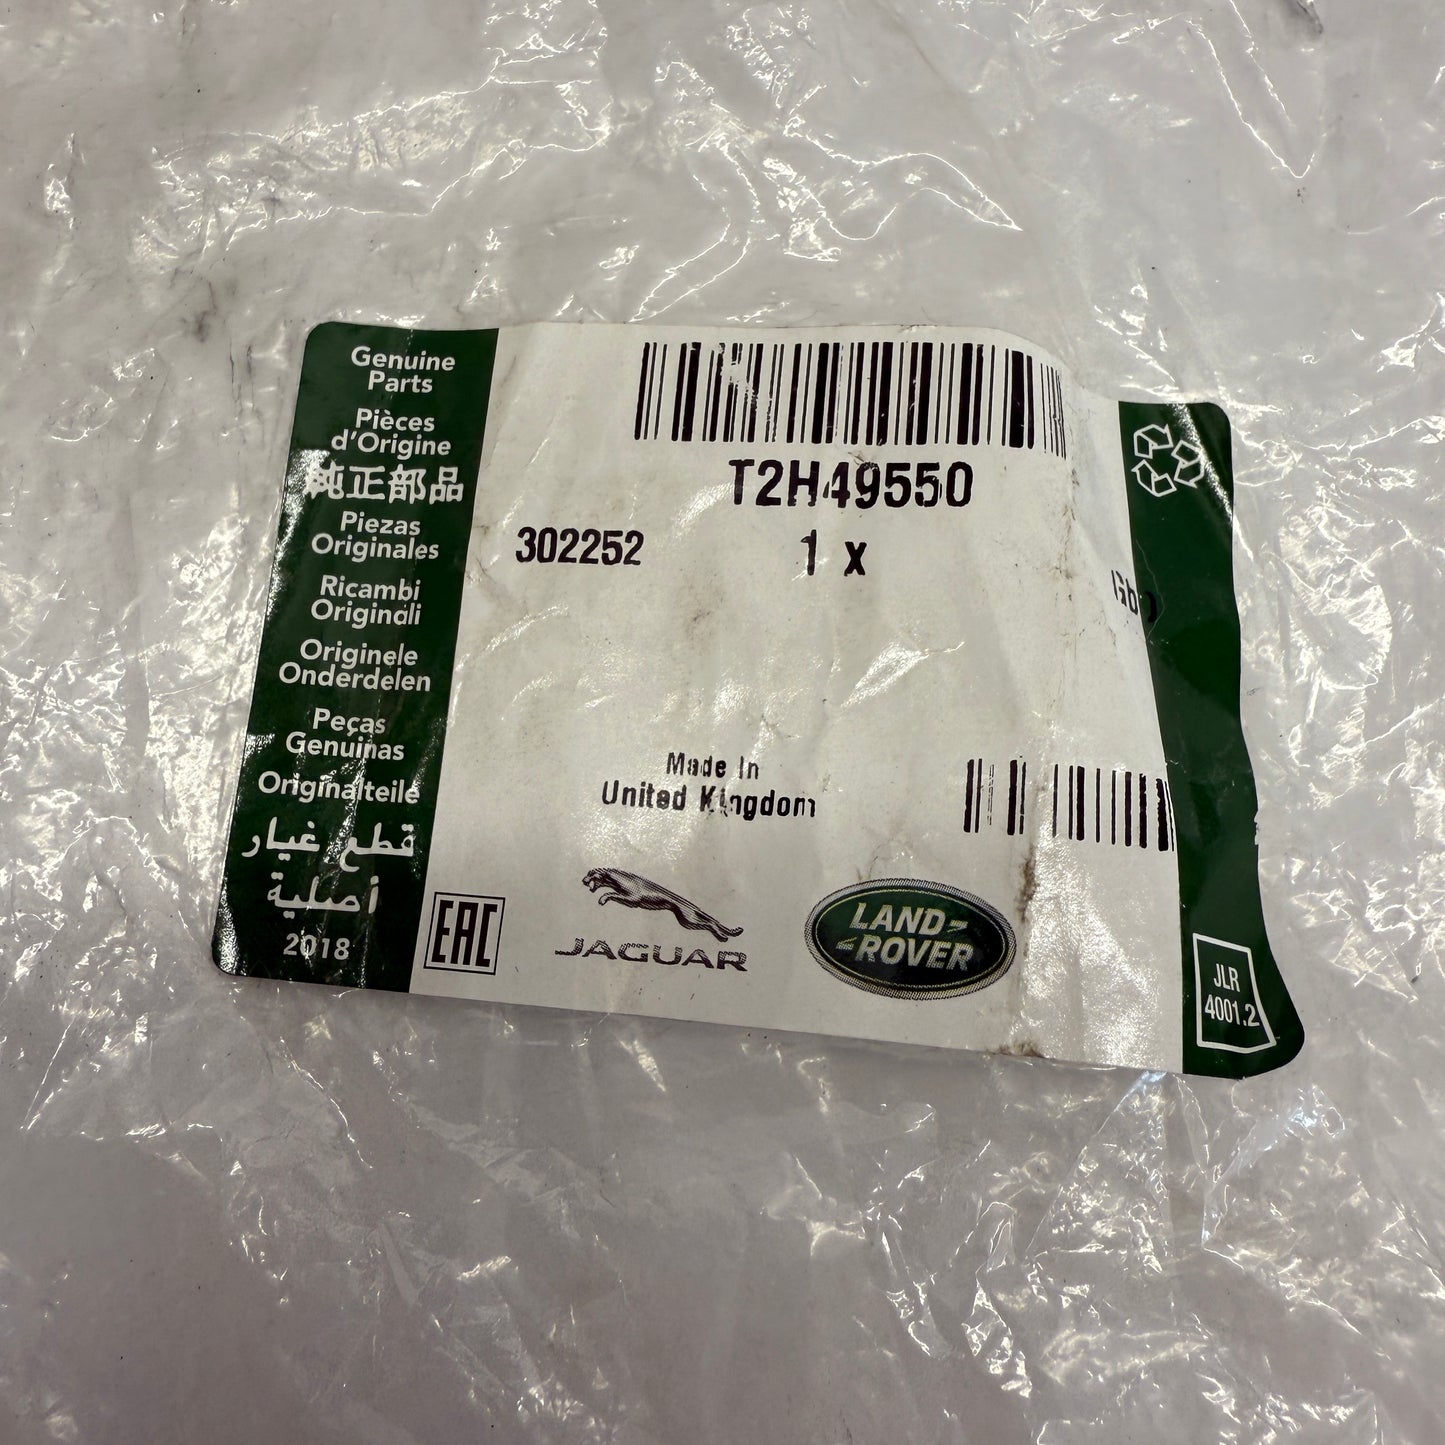 Genuine
Parts
Pièces
d'Origine
純正部品
Piezas
Originales
Ricambi
Originali
Originele
Onderdelen
Peças
Genuinas
Originalteile
قطع غيار
أصلية
2018
T2H49550
302252
1 x
Made In
United Kingdom
EAC
JAGUAR
LAND
ROVER
JLR
4001.2